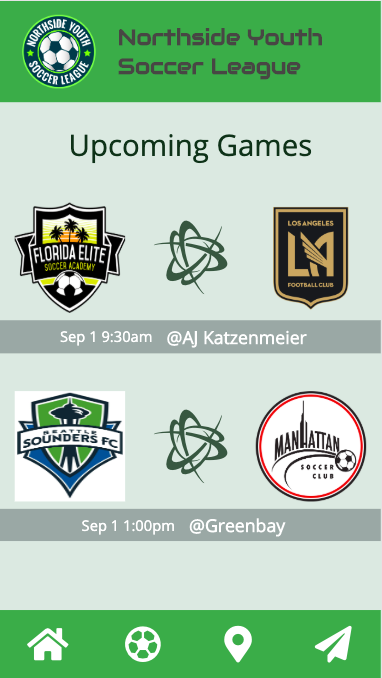 NORTHSIDE YOUTH
SOCCER LEAGUE
Northside Youth
Soccer League
Upcoming Games
FLORIDA ELITE
SOCCER ACADEMY
LOS ANGELES
LA
FOOTBALL CLUB
Sep 1 9:30am @AJ Katzenmeier
SEATTLE
SOUNDERS FC
MANHATTAN
SOCCER
CLUB
Sep 1 1:00pm @Greenbay